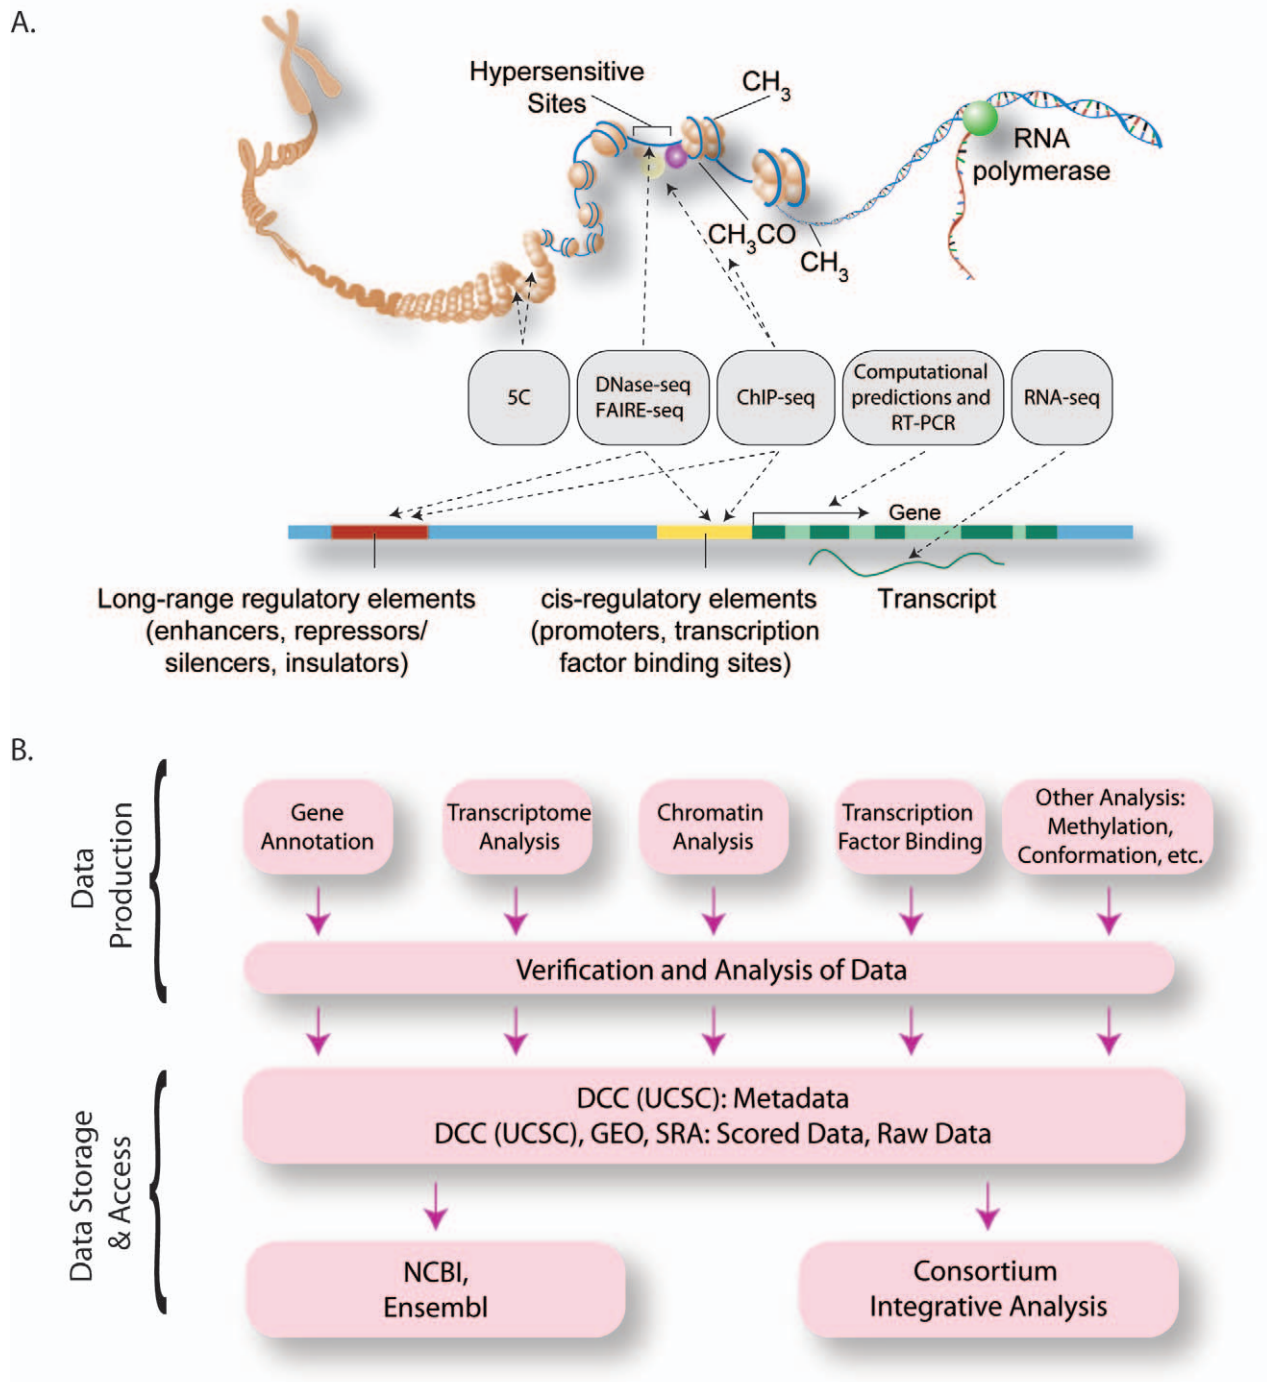 A.
Hypersensitive
Sites
CH3
RNA
polymerase
CH3CO
CH3
5C
DNase-seq
FAIRE-seq
ChIP-seq
Computational
predictions and
RT-PCR
RNA-seq
Gene
Long-range regulatory elements
(enhancers, repressors/
silencers, insulators)
cis-regulatory elements
(promoters, transcription
factor binding sites)
Transcript
B.
Data
Production
Gene
Annotation
Transcriptome
Analysis
Chromatin
Analysis
Transcription
Factor Binding
Other Analysis:
Methylation,
Conformation, etc.
Verification and Analysis of Data
Data Storage
& Access
DCC (UCSC): Metadata
DCC (UCSC), GEO, SRA: Scored Data, Raw Data
NCBI,
Ensembl
Consortium
Integrative Analysis